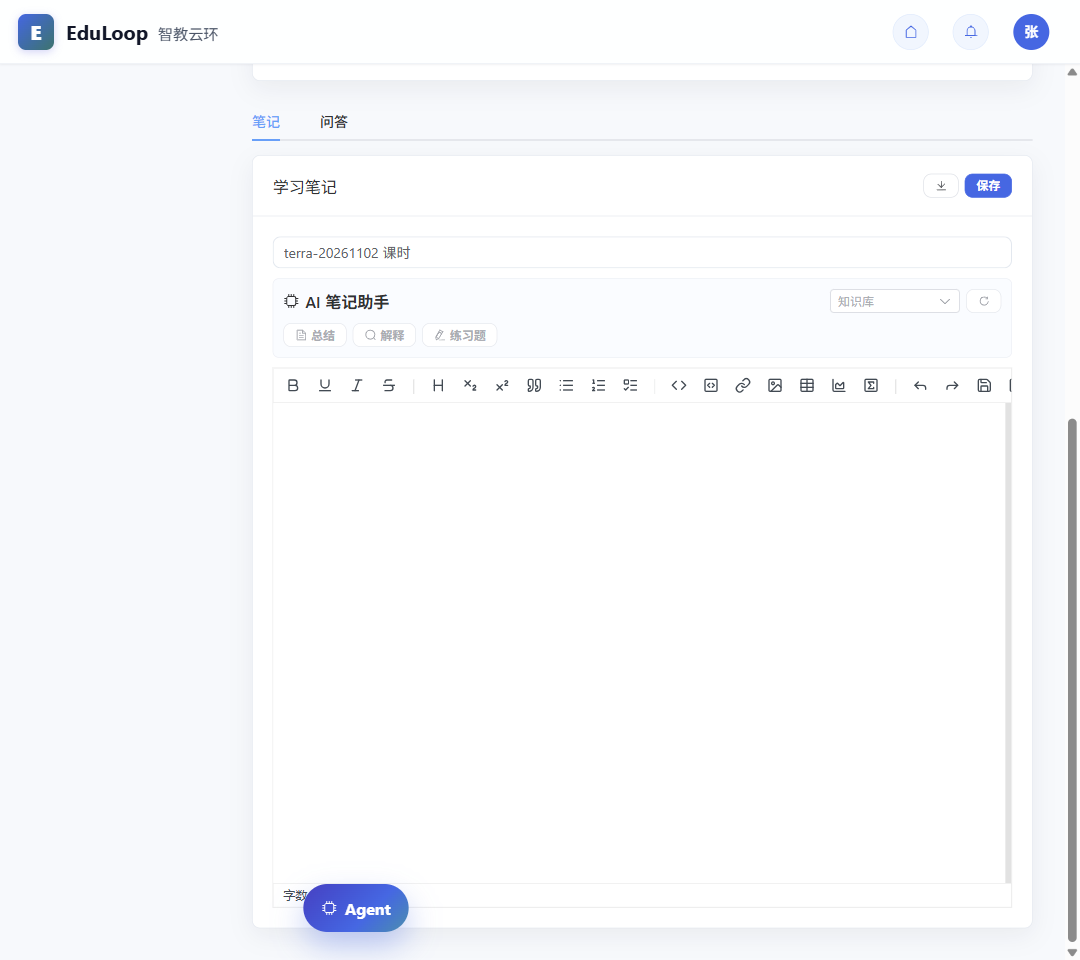 E EduLoop 智教云环 张
笔记 问答
学习笔记 保存
terra-20261102 课时
AI 笔记助手 知识库
总结 解释 练习题
字数
Agent